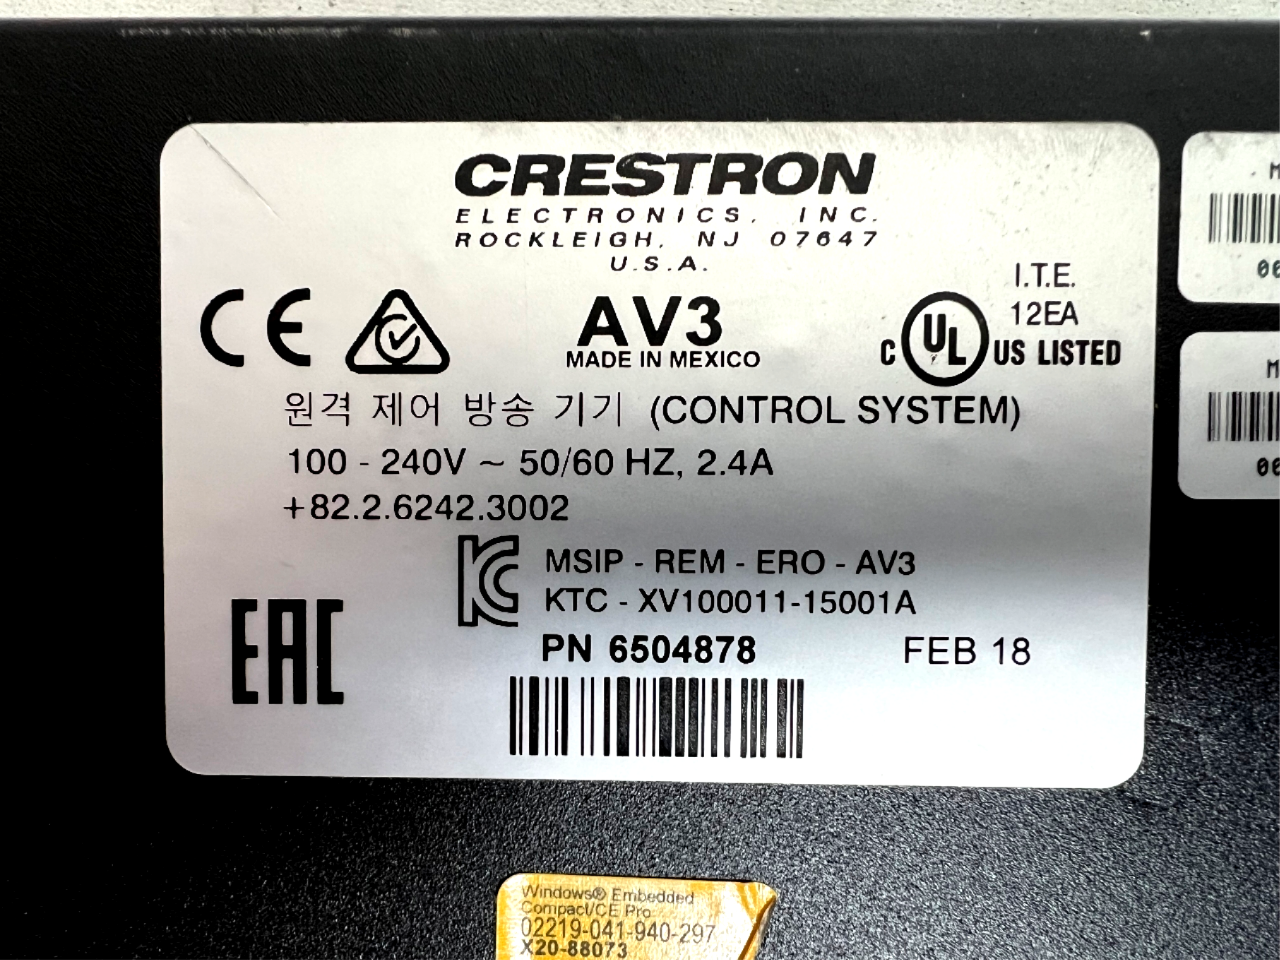 CRESTRON
ELECTRONICS, INC.
ROCKLEIGH, NJ 07647
U.S.A.
CE
AV3
MADE IN MEXICO
I.T.E.
12EA
C UL US LISTED
원격 제어 방송 기기 (CONTROL SYSTEM)
100 - 240V ~ 50/60 HZ, 2.4A
+82.2.6242.3002
KC
MSIP - REM - ERO - AV3
KTC - XV100011-15001A
EAC
PN 6504878
FEB 18
M
00
M
00
Windows® Embedded
Compact/CE Pro
02219-041-940-297
X20-88073